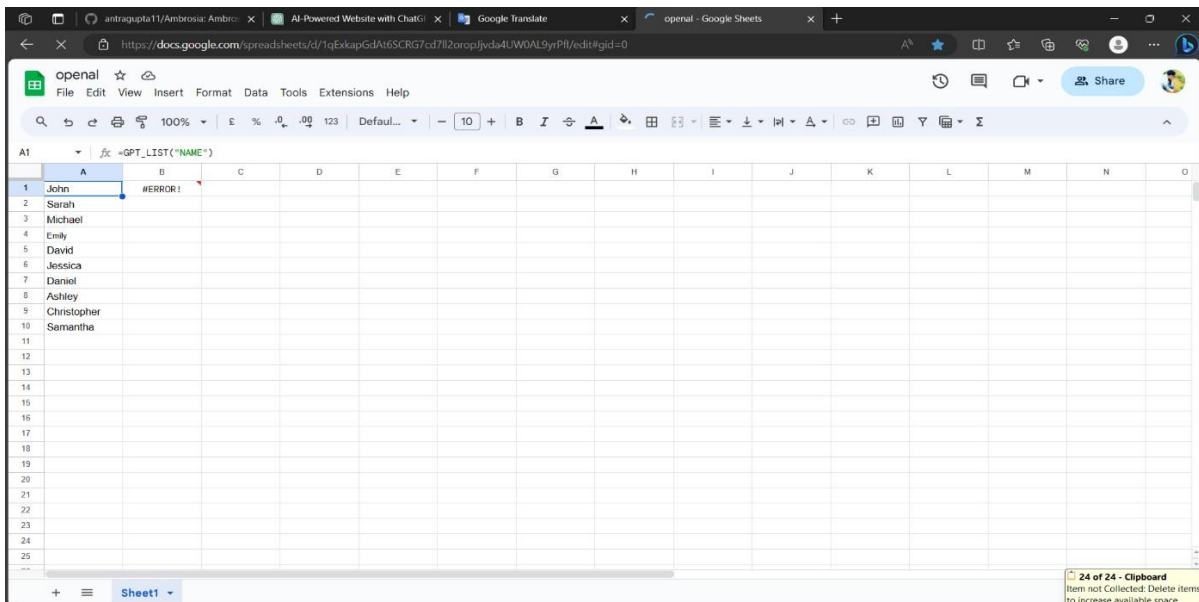 antragupta11/Ambrosia: Ambro
AI-Powered Website with ChatG
Google Translate
openal - Google Sheets
https://docs.google.com/spreadsheets/d/1qExkapGdAt6SCRG7cd7ll2oropJjvda4UW0AL9yrPfI/edit#gid=0
openal
Share
File Edit View Insert Format Data Tools Extensions Help
100% £ % .0 .00 123 Defaul... − 10 + B I A Σ
A1 fx =GPT_LIST("NAME")
A B C D E F G H I J K L M N O
1 John #ERROR!
2 Sarah
3 Michael
4 Emily
5 David
6 Jessica
7 Daniel
8 Ashley
9 Christopher
10 Samantha
11
12
13
14
15
16
17
18
19
20
21
22
23
24
25
24 of 24 - Clipboard
Item not Collected: Delete items
to increase available space
Sheet1